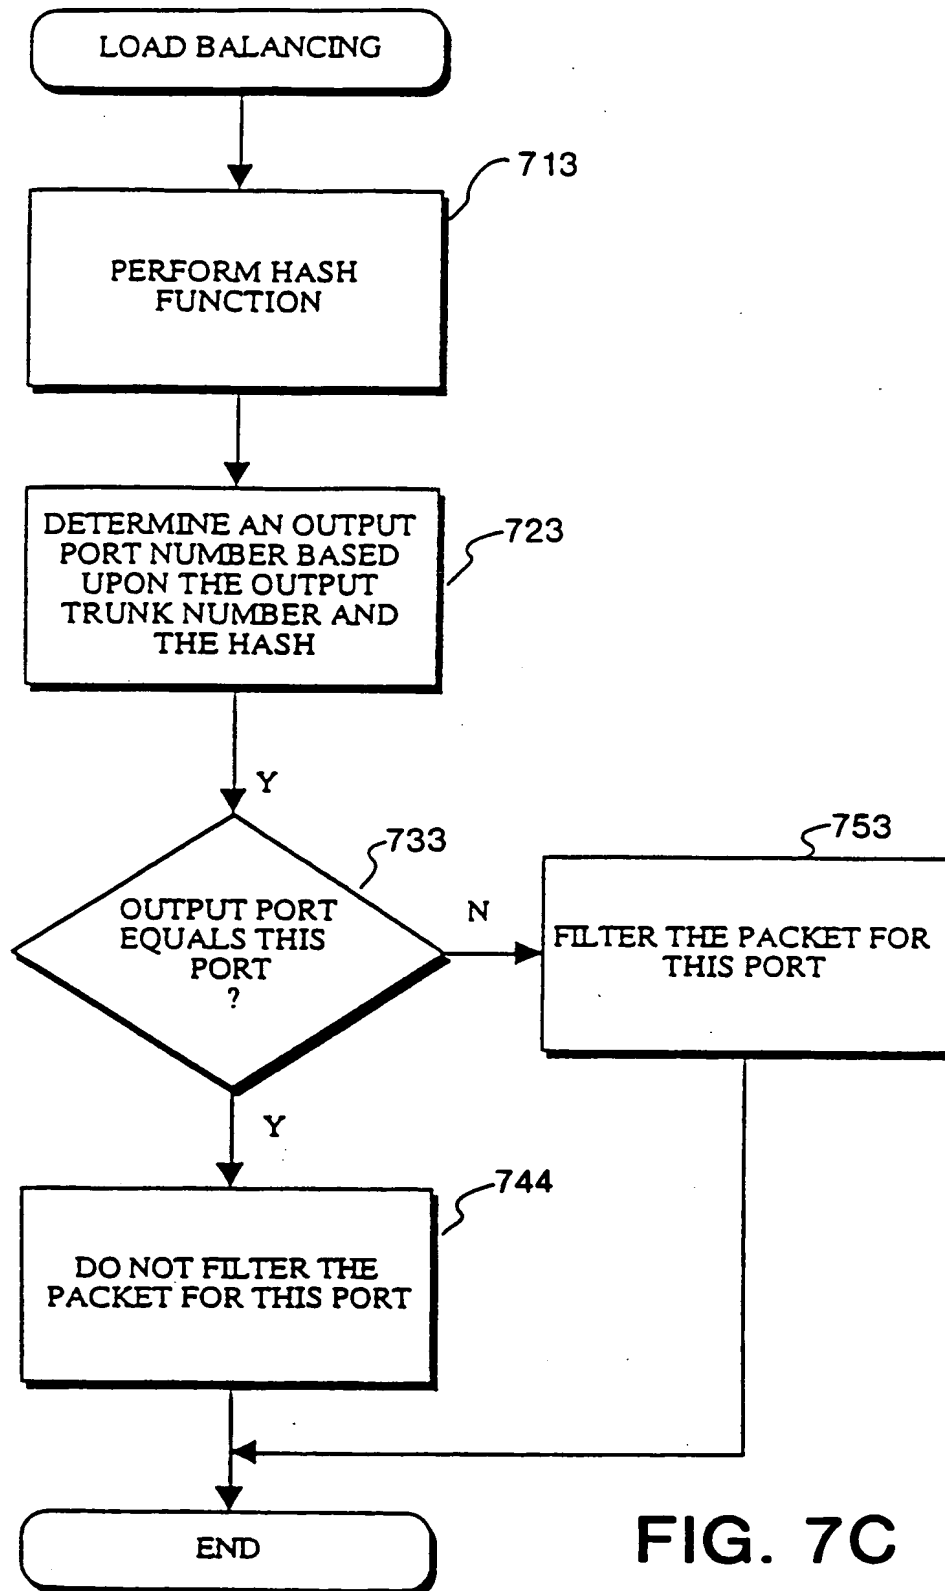 LOAD BALANCING
713
PERFORM HASH
FUNCTION
DETERMINE AN OUTPUT
PORT NUMBER BASED
UPON THE OUTPUT
TRUNK NUMBER AND
THE HASH
723
Y
733
OUTPUT PORT
EQUALS THIS
PORT
?
N
753
FILTER THE PACKET FOR
THIS PORT
Y
744
DO NOT FILTER THE
PACKET FOR THIS PORT
END
FIG. 7C